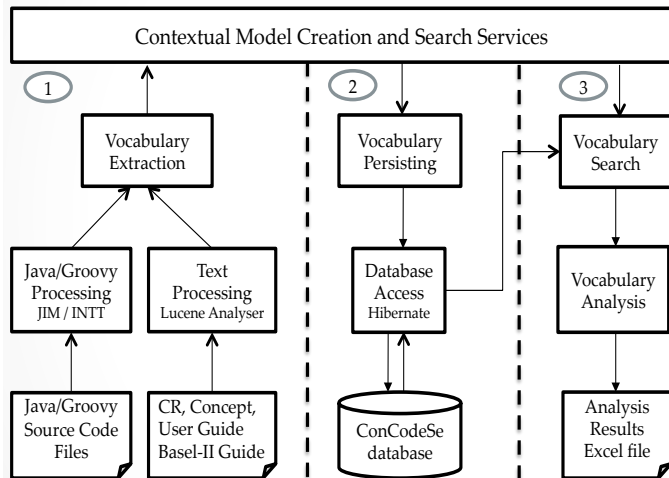 Contextual Model Creation and Search Services
1
2
3
Vocabulary
Extraction
Vocabulary
Persisting
Vocabulary
Search
Java/Groovy
Processing
JIM / INTT
Text
Processing
Lucene Analyser
Database
Access
Hibernate
Vocabulary
Analysis
Java/Groovy
Source Code
Files
CR, Concept,
User Guide
Basel-II Guide
ConCodeSe
database
Analysis
Results
Excel file